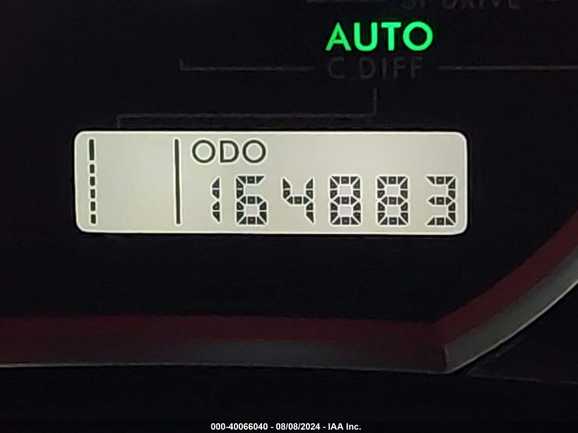 AUTO
C.DIFF
ODO
164883
000-40066040 - 08/08/2024 - IAA Inc.